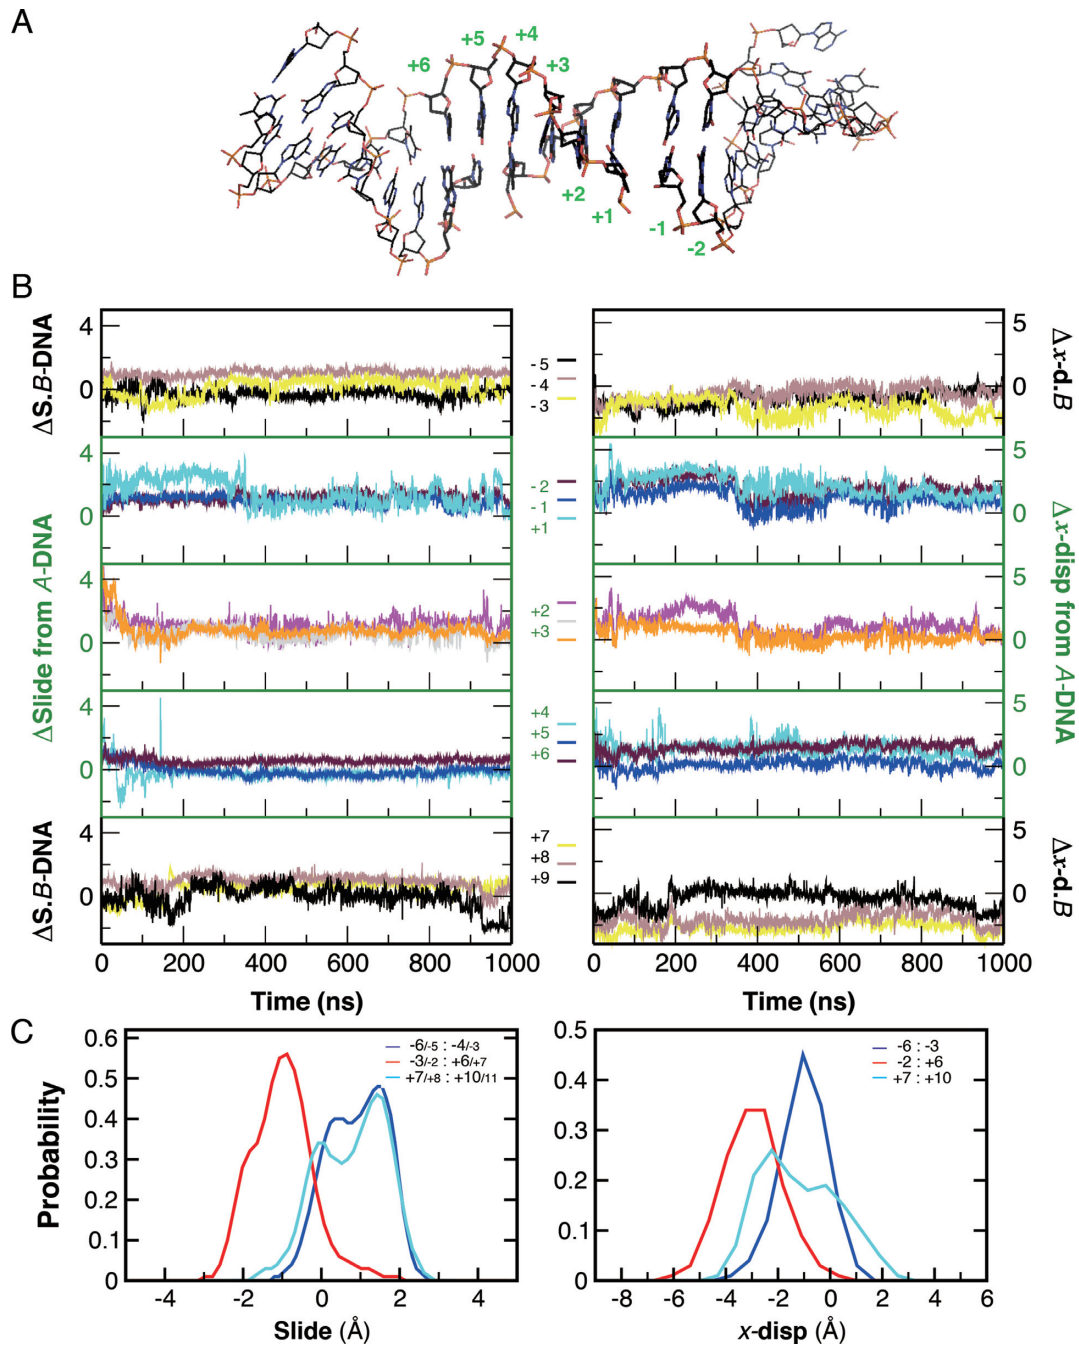 A
+6
+5
+4
+3
+2
+1
-1
-2
B
ΔS.B-DNA
4
0
-5
-4
-3
5
0
Δx-d.B
ΔSlide from A-DNA
4
0
-2
-1
+1
5
0
Δx-disp from A-DNA
4
0
+2
+3
5
0
4
0
+4
+5
+6
5
0
ΔS.B-DNA
4
0
+7
+8
+9
5
0
Δx-d.B
0 200 400 600 800 1000
0 200 400 600 800 1000
Time (ns)
Time (ns)
C
Probability
0.6
0.5
0.4
0.3
0.2
0.1
0
-6/-5 : -4/-3
-3/-2 : +6/+7
+7/+8 : +10/11
-4 -2 0 2 4
Slide (Å)
0.5
0.4
0.3
0.2
0.1
0
-6 : -3
-2 : +6
+7 : +10
-8 -6 -4 -2 0 2 4 6
x-disp (Å)